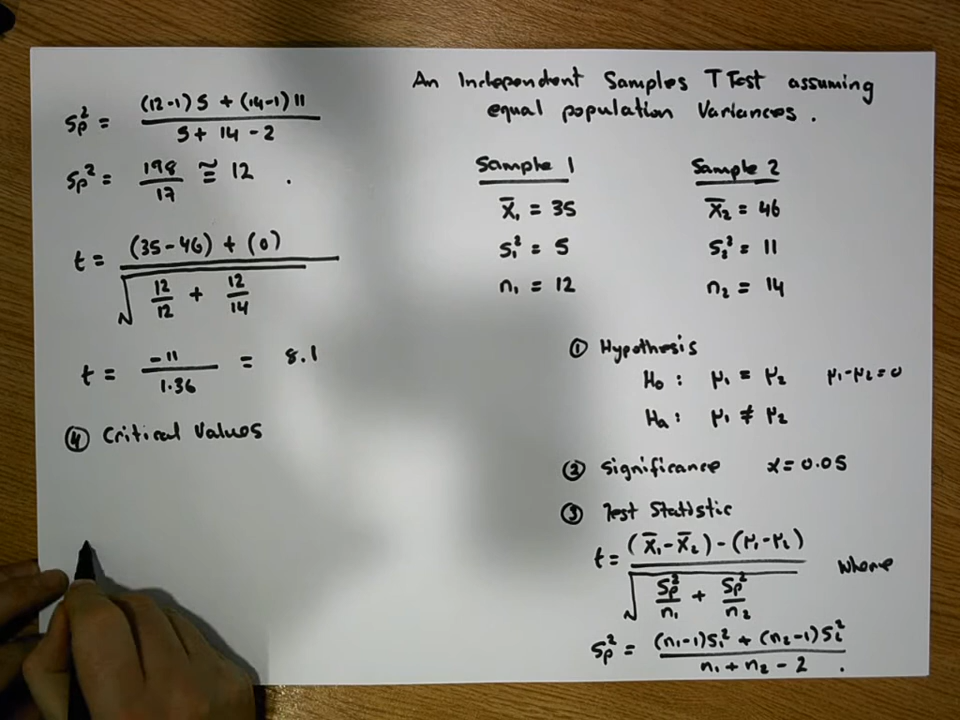 An Independent Samples T Test assuming
equal population Variances.
Sample 1
x̄₁ = 35
s₁² = 5
n₁ = 12
Sample 2
x̄₂ = 46
s₂² = 11
n₂ = 14
① Hypothesis
H₀ : μ₁ = μ₂ μ₁-μ₂=0
Hₐ : μ₁ ≠ μ₂
② Significance α=0.05
③ Test Statistic
t = (x̄₁-x̄₂)-(μ₁-μ₂) / √(Sp²/n₁ + Sp²/n₂) where
Sp² = (n₁-1)S₁² + (n₂-1)S₂² / n₁+n₂-2 .
Sp² = (12-1)5 + (14-1)11 / 5+14-2
Sp² = 198/17 ≅ 12 .
t = (35-46)+(0) / √(12/12 + 12/14)
t = -11/1.36 = 8.1
④ Critical Values